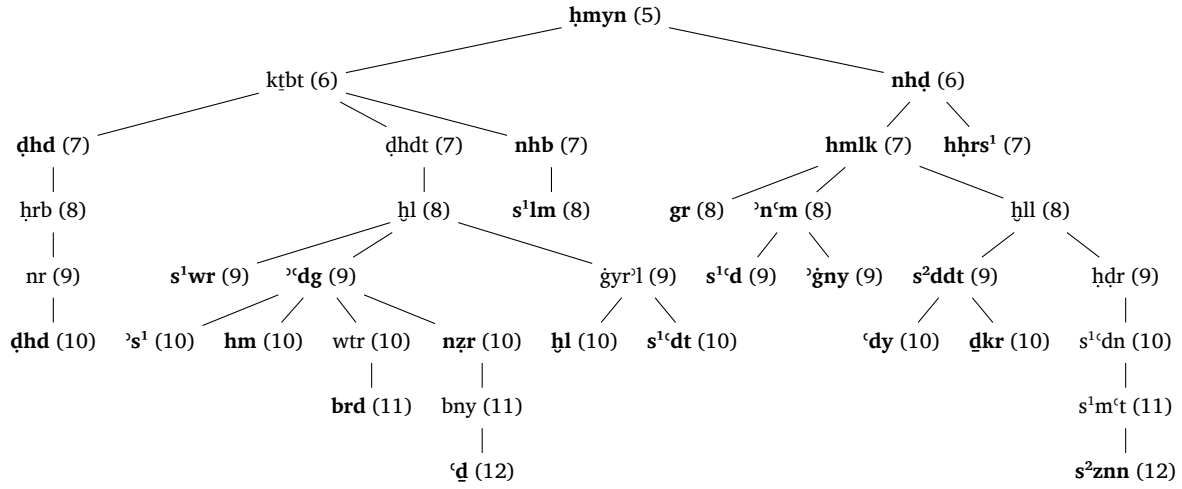 ḥmyn (5)
kṯbt (6) nhḍ (6)
ḍhd (7) ḍhdt (7) nhb (7) hmlk (7) hḥrs¹ (7)
ḥrb (8) ḫl (8) s¹lm (8) gr (8) ʾnʿm (8) ḫll (8)
nr (9) s¹wr (9) ʾʿdg (9) ġyrʾl (9) s¹ʿd (9) ʾġny (9) s²ddt (9) ḥḍr (9)
ḍhd (10) ʾs¹ (10) hm (10) wtr (10) nẓr (10) ḫl (10) s¹ʿdt (10) ʿdy (10) ḏkr (10) s¹ʿdn (10)
brd (11) bny (11) s¹mʿt (11)
ʿḏ (12) s²znn (12)